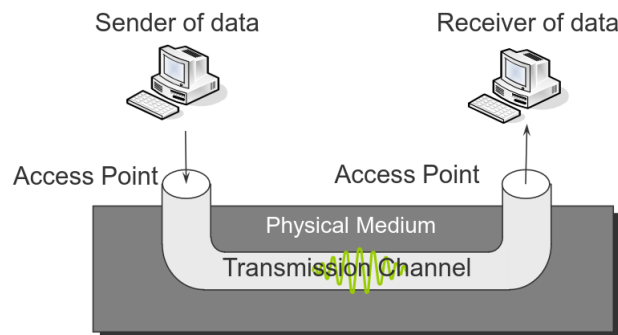 Sender of data
Receiver of data
Access Point
Access Point
Physical Medium
Transmission Channel